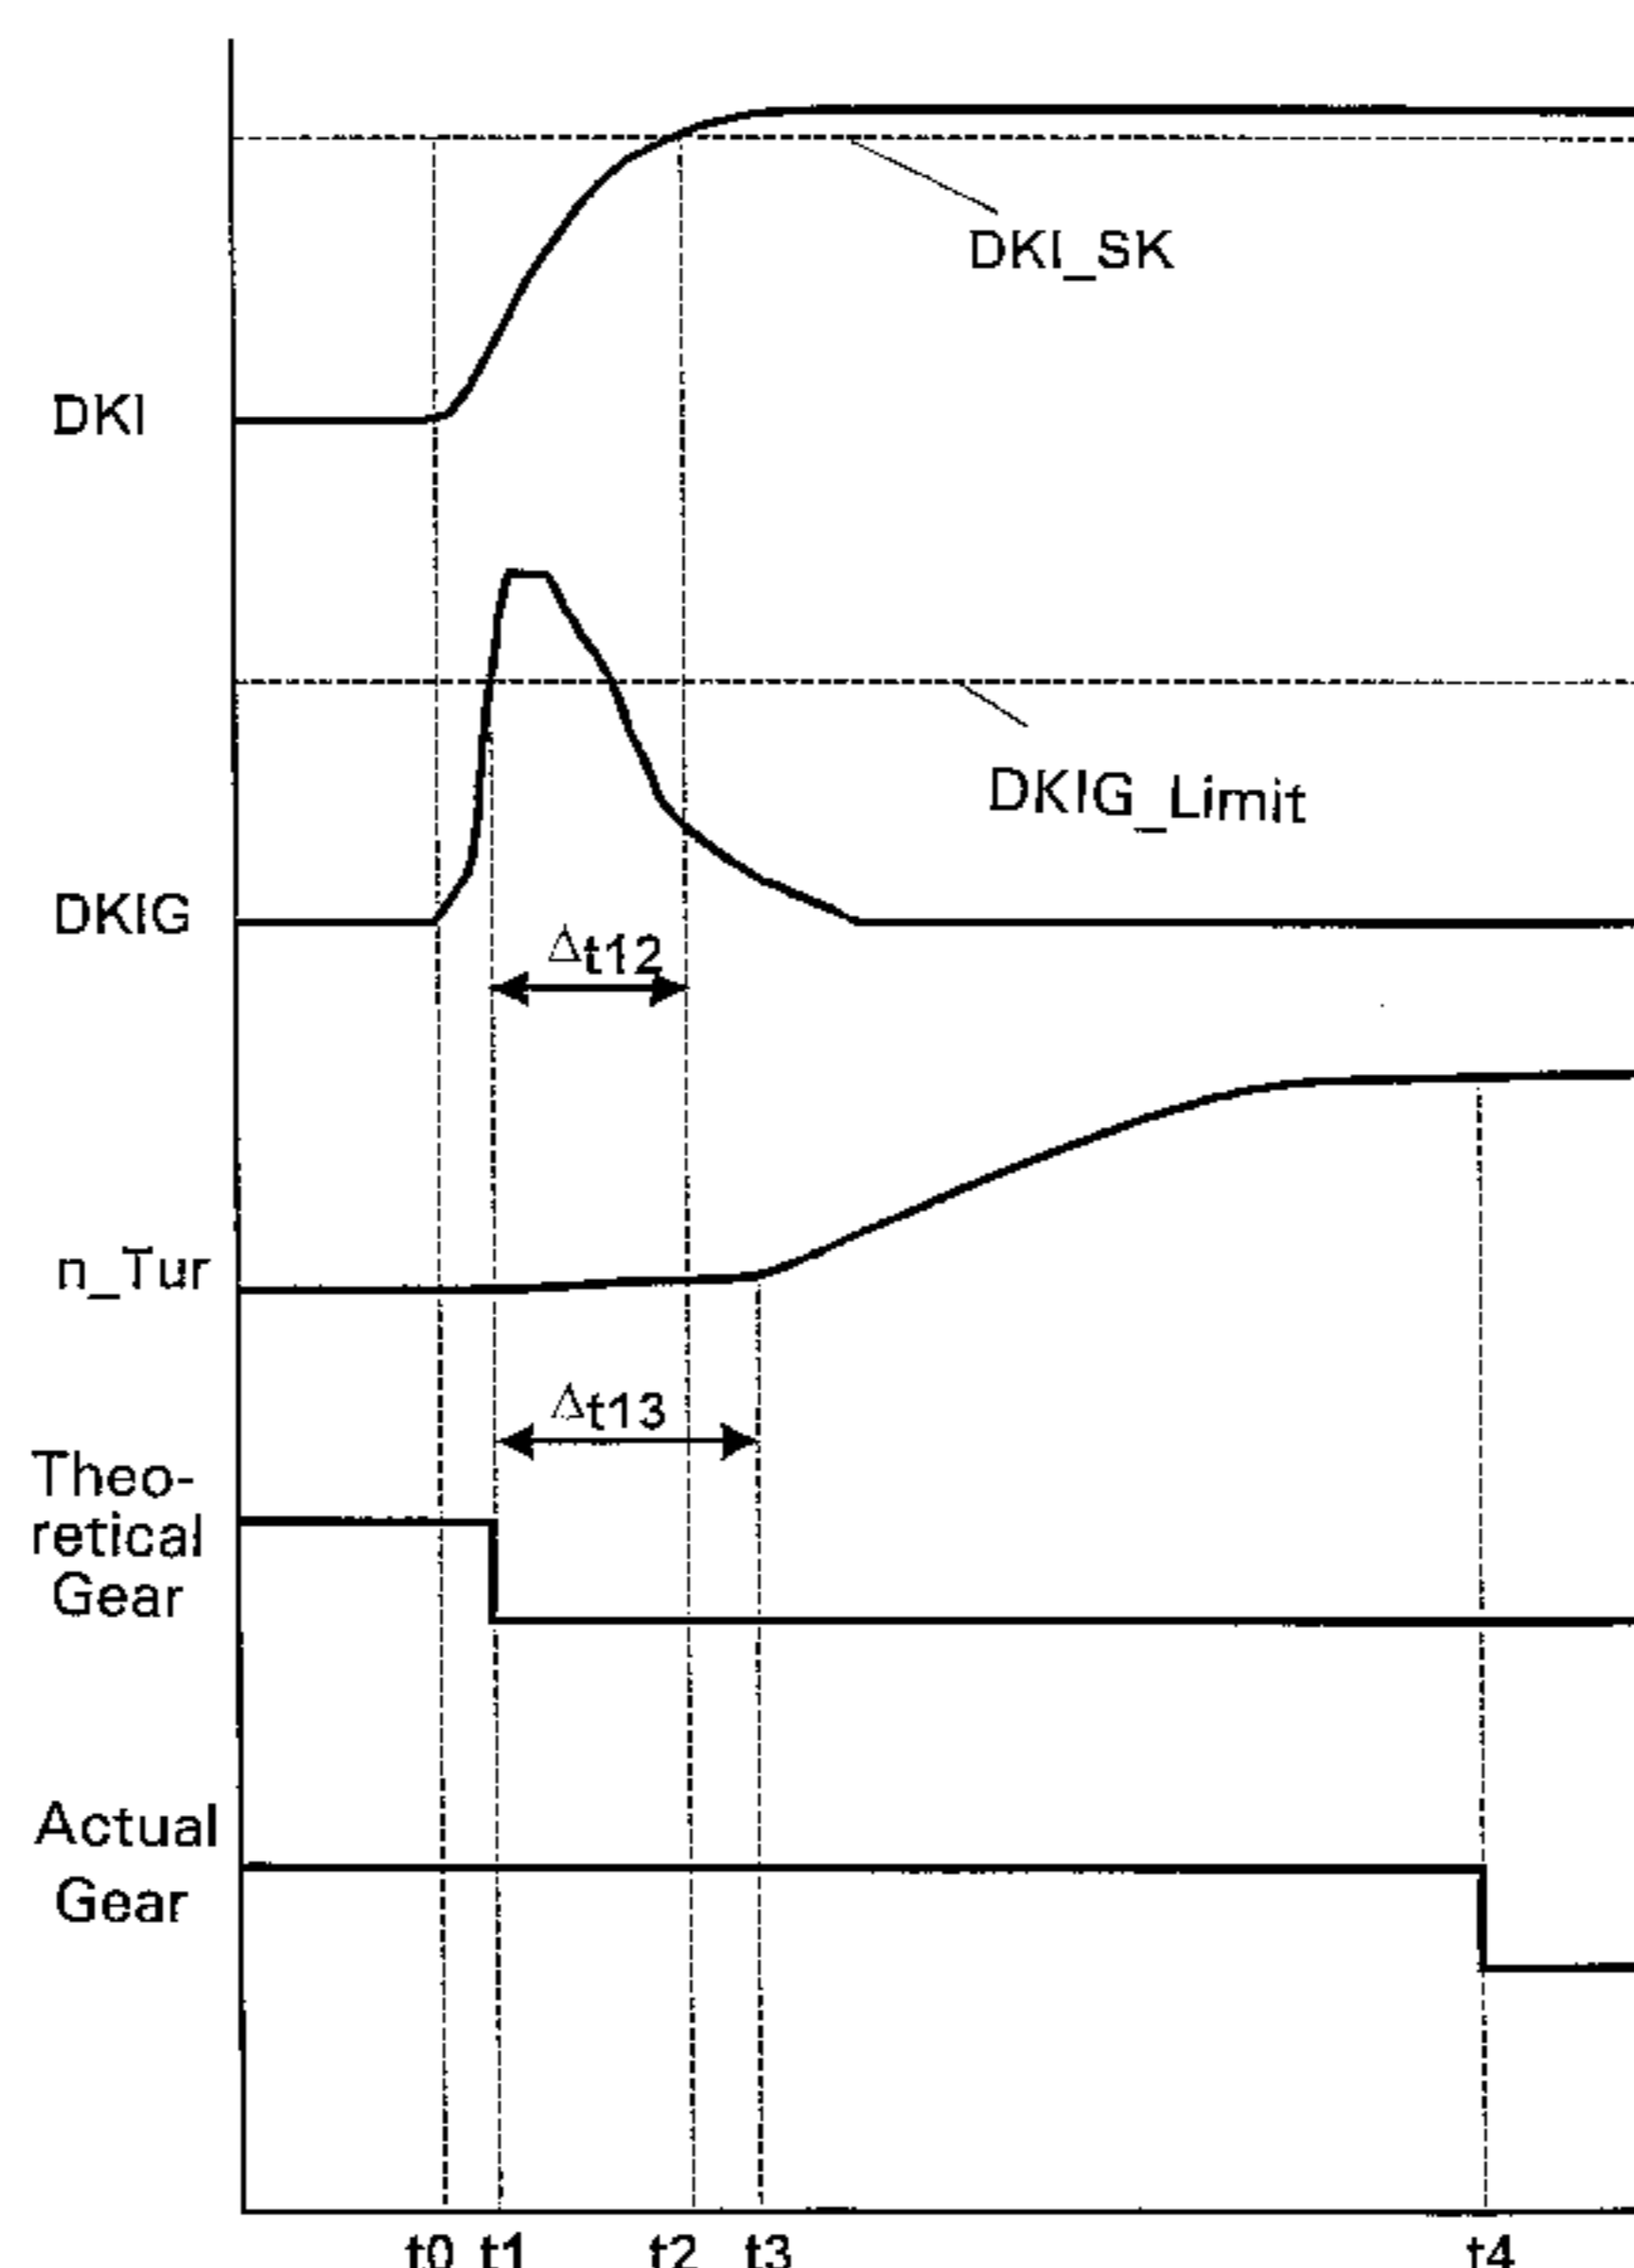 DKI_SK
DKI
DKIG_Limit
DKIG
Δt12
n_Tur
Δt13
Theo-
retical
Gear
Actual
Gear
t0 t1 t2 t3 t4